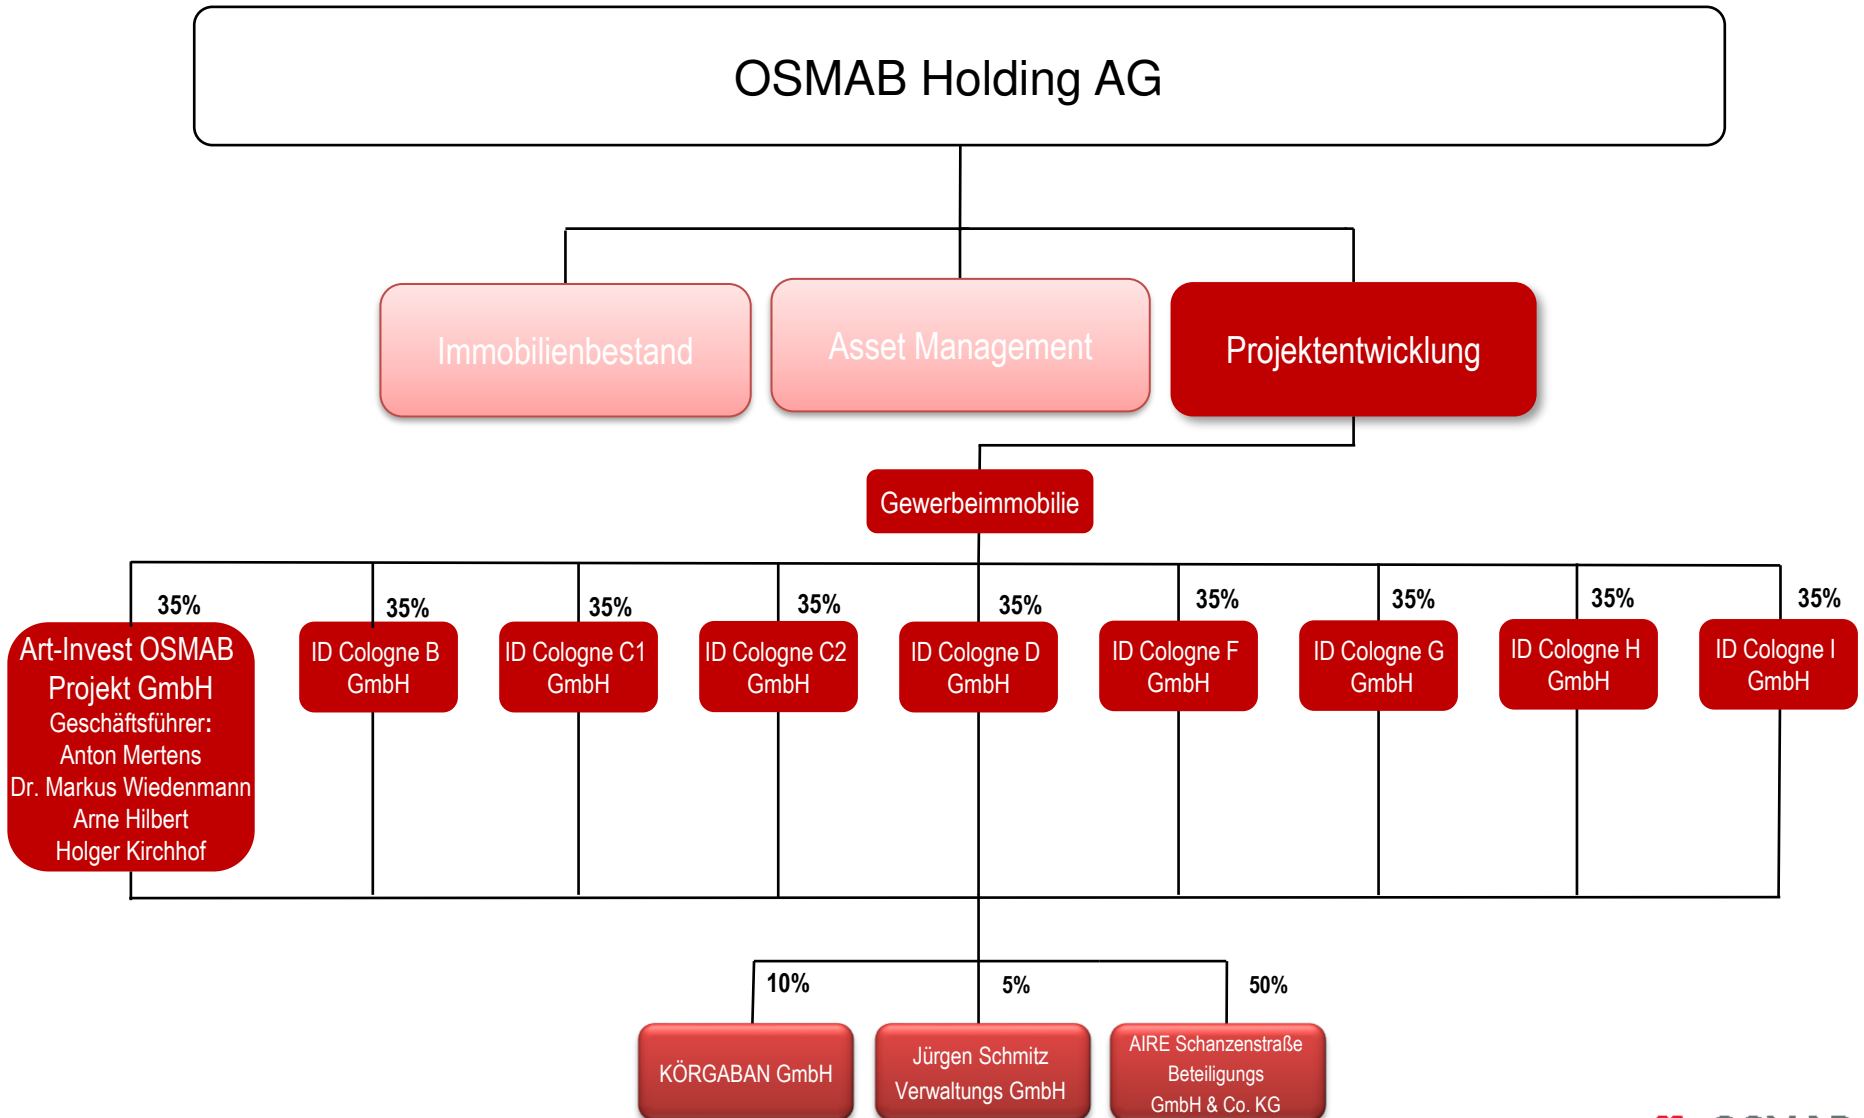 OSMAB Holding AG
Immobilienbestand
Asset Management
Projektentwicklung
Gewerbeimmobilie
35%
35%
35%
35%
35%
35%
35%
35%
35%
Art-Invest OSMAB
Projekt GmbH
Geschäftsführer:
Anton Mertens
Dr. Markus Wiedenmann
Arne Hilbert
Holger Kirchhof
ID Cologne B
GmbH
ID Cologne C1
GmbH
ID Cologne C2
GmbH
ID Cologne D
GmbH
ID Cologne F
GmbH
ID Cologne G
GmbH
ID Cologne H
GmbH
ID Cologne I
GmbH
10%
5%
50%
KÖRGABAN GmbH
Jürgen Schmitz
Verwaltungs GmbH
AIRE Schanzenstraße
Beteiligungs
GmbH & Co. KG